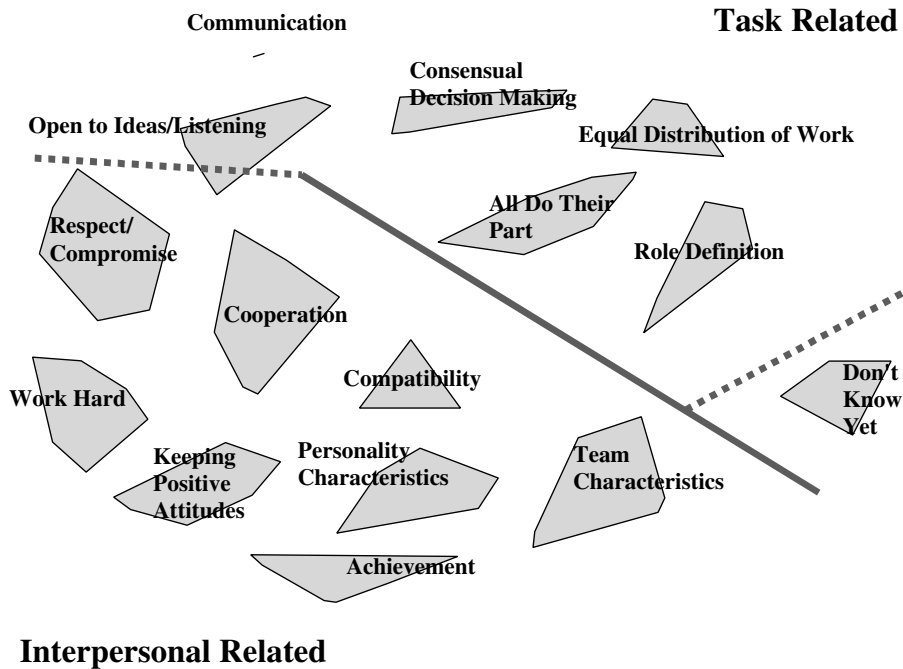 Task Related
Communication
Consensual
Decision Making
Open to Ideas/Listening
Equal Distribution of Work
All Do Their
Part
Respect/
Compromise
Role Definition
Cooperation
Compatibility
Don't
Know
Yet
Work Hard
Keeping
Positive
Attitudes
Personality
Characteristics
Team
Characteristics
Achievement
Interpersonal Related